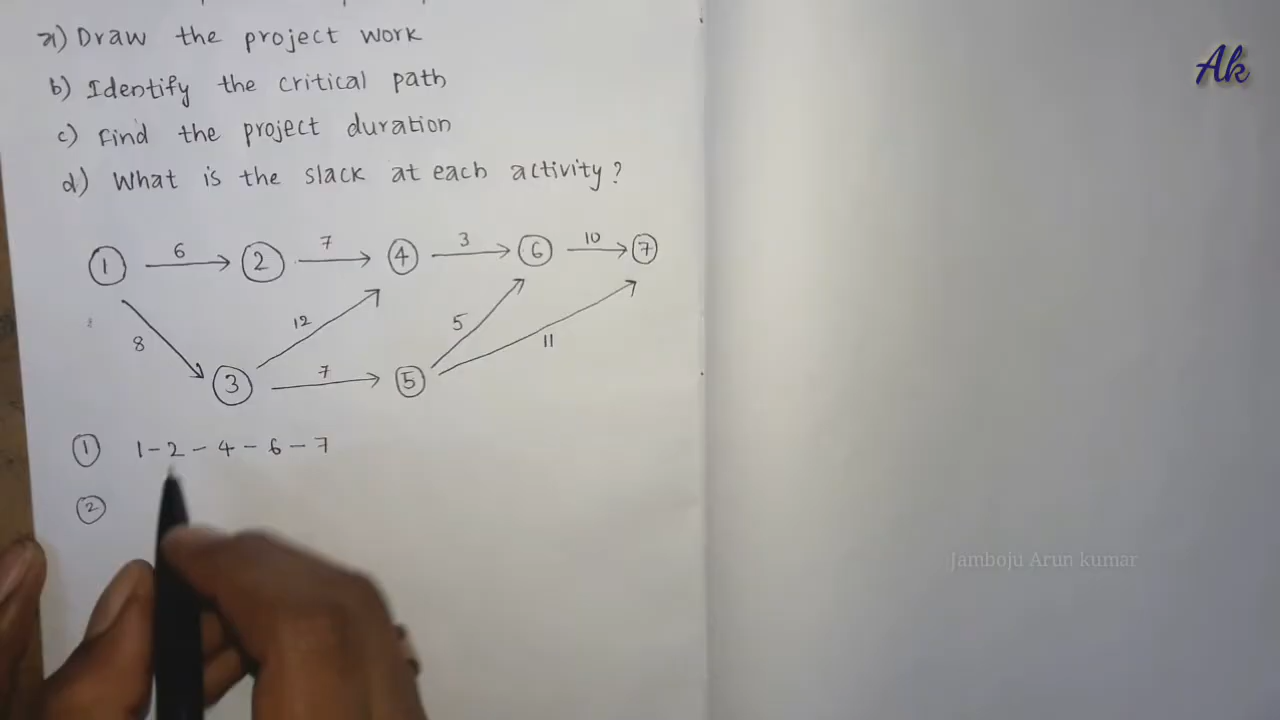 a) Draw the project work
b) Identify the critical path
c) Find the project duration
d) What is the slack at each activity?
Ak
1 6 2 7 4 3 6 10 7
8 12 5 11
3 7 5
1 1-2-4-6-7
2
Jamboju Arun kumar